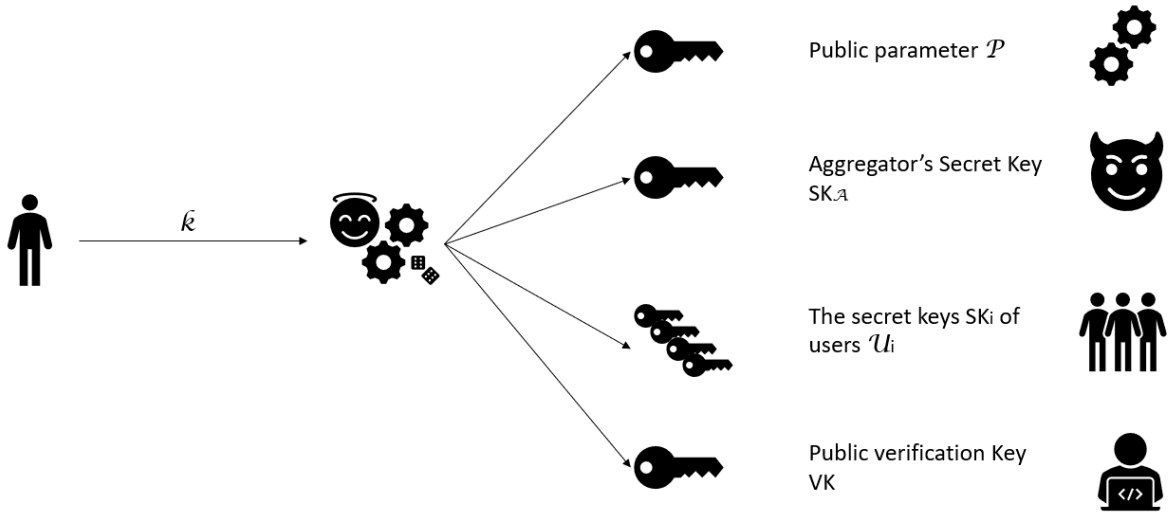 k
Public parameter 𝒫
Aggregator’s Secret Key
SK𝒜
The secret keys SKi of
users 𝒰i
Public verification Key
VK
</>